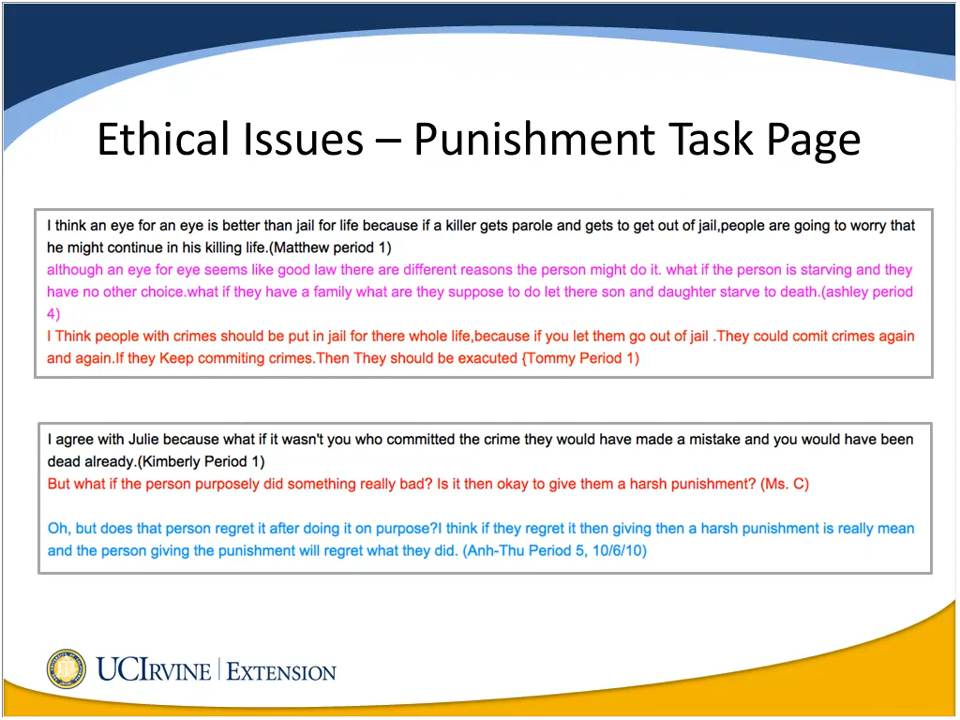 Ethical Issues – Punishment Task Page
I think an eye for an eye is better than jail for life because if a killer gets parole and gets to get out of jail,people are going to worry that
he might continue in his killing life.(Matthew period 1)
although an eye for eye seems like good law there are different reasons the person might do it. what if the person is starving and they
have no other choice.what if they have a family what are they suppose to do let there son and daughter starve to death.(ashley period
4)
I Think people with crimes should be put in jail for there whole life,because if you let them go out of jail .They could comit crimes again
and again.If they Keep commiting crimes.Then They should be exacuted {Tommy Period 1)
I agree with Julie because what if it wasn't you who committed the crime they would have made a mistake and you would have been
dead already.(Kimberly Period 1)
But what if the person purposely did something really bad? Is it then okay to give them a harsh punishment? (Ms. C)
Oh, but does that person regret it after doing it on purpose?I think if they regret it then giving then a harsh punishment is really mean
and the person giving the punishment will regret what they did. (Anh-Thu Period 5, 10/6/10)
UCIRVINE | EXTENSION